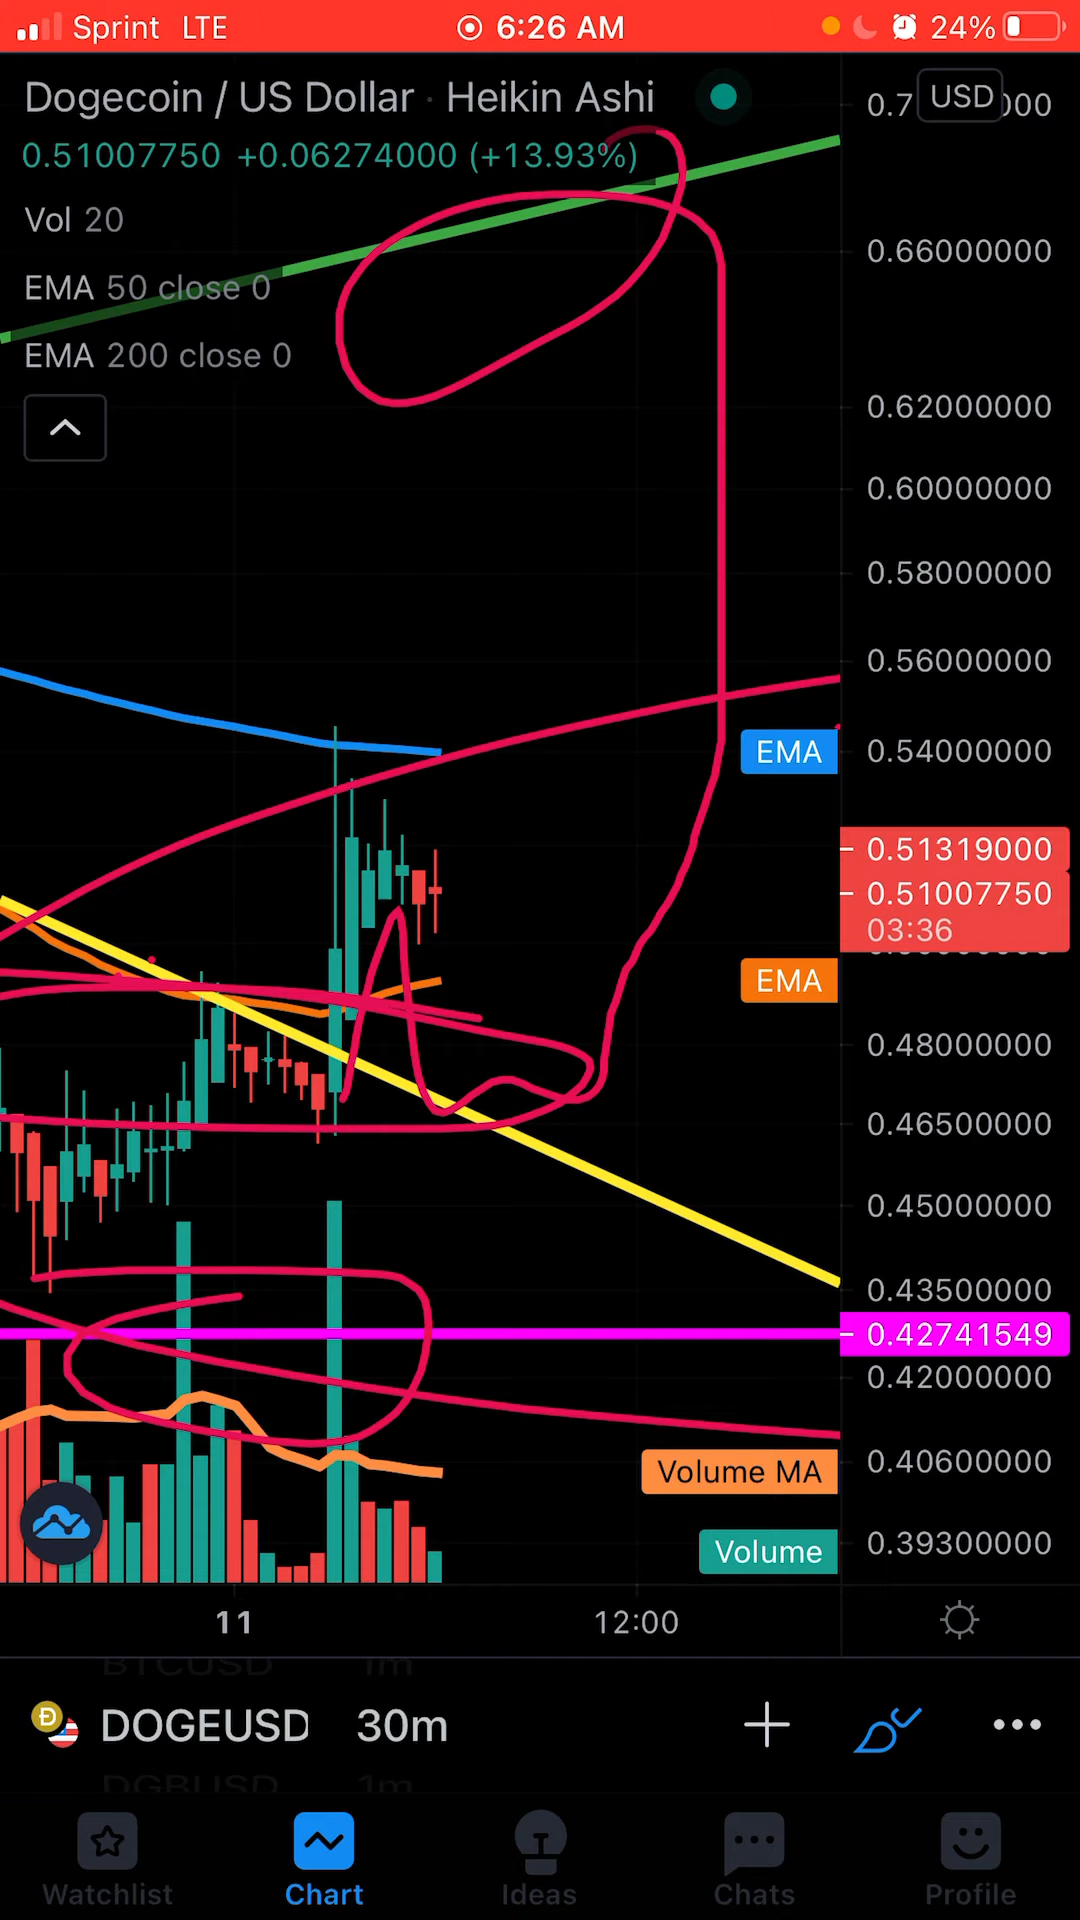 Sprint LTE 6:26 AM 24%
Dogecoin / US Dollar · Heikin Ashi
USD
0.51007750 +0.06274000 (+13.93%)
Vol 20
EMA 50 close 0
EMA 200 close 0
0.66000000
0.62000000
0.60000000
0.58000000
0.56000000
EMA 0.54000000
0.51319000
0.51007750
03:36
EMA
0.48000000
0.46500000
0.45000000
0.43500000
0.42741549
0.42000000
0.40600000
Volume MA
Volume 0.39300000
11 12:00
BTCUSD 1m
DOGEUSD 30m
DGBUSD 1m
Watchlist Chart Ideas Chats Profile